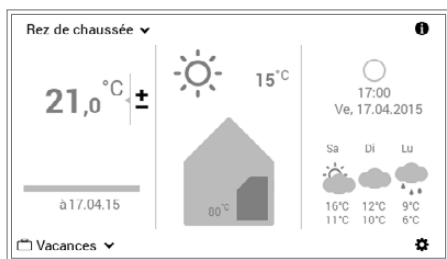 Rez de chaussée
21,0 °C ±
à 17.04.15
Vacances
15°C
80°C
17:00
Ve, 17.04.2015
Sa Di Lu
16°C 12°C 9°C
11°C 10°C 6°C